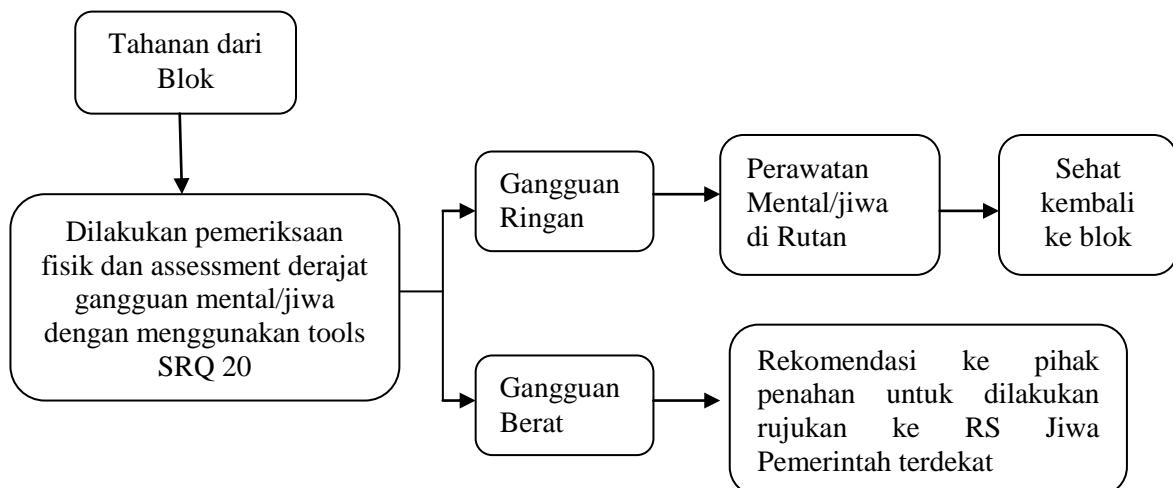 Tahanan dari
Blok
Dilakukan pemeriksaan
fisik dan assessment derajat
gangguan mental/jiwa
dengan menggunakan tools
SRQ 20
Gangguan
Ringan
Perawatan
Mental/jiwa
di Rutan
Sehat
kembali
ke blok
Gangguan
Berat
Rekomendasi ke pihak
penahan untuk dilakukan
rujukan ke RS Jiwa
Pemerintah terdekat